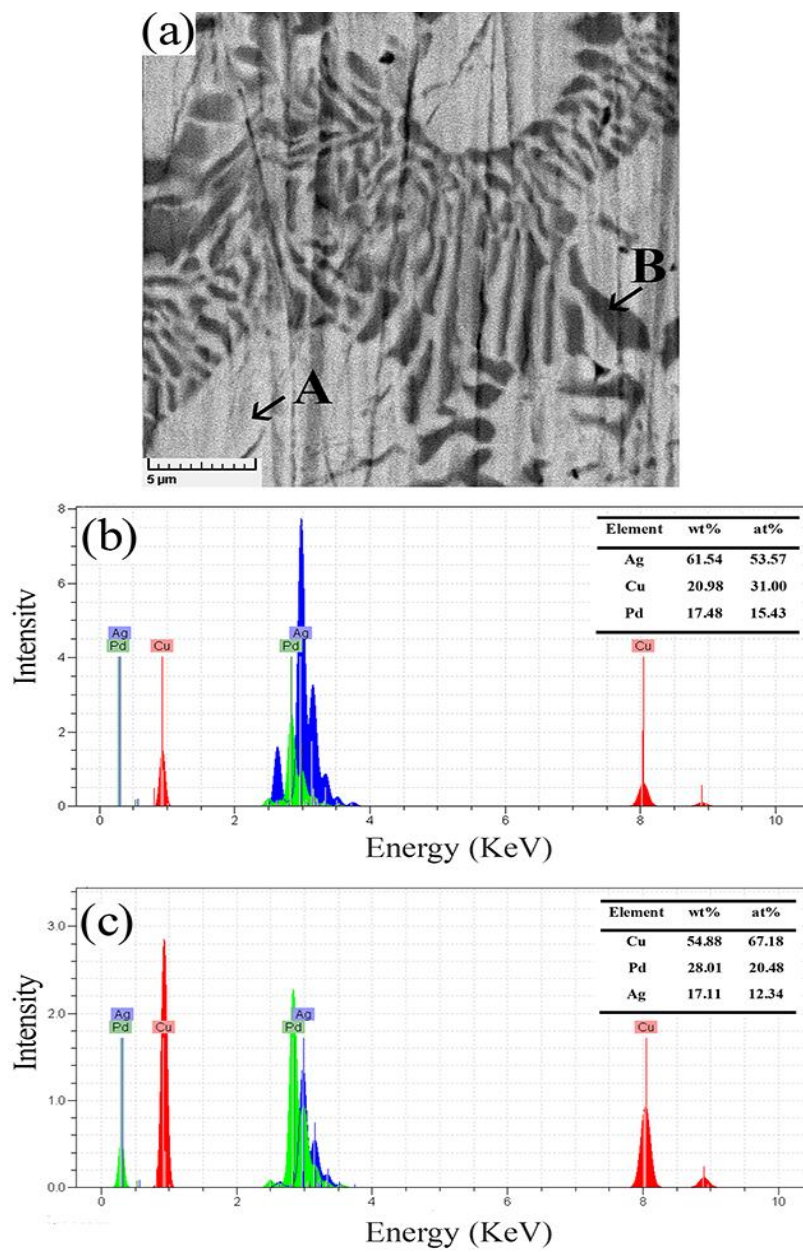 (a)
B
A
5 μm
(b)
8
6
4
2
0
Intensity
Ag
Pd
Cu
Pd
Ag
Cu
Element wt% at%
Ag 61.54 53.57
Cu 20.98 31.00
Pd 17.48 15.43
0 2 4 6 8 10
Energy (KeV)
(c)
3.0
2.0
1.0
0.0
Intensity
Ag
Pd
Cu
Pd
Ag
Cu
Element wt% at%
Cu 54.88 67.18
Pd 28.01 20.48
Ag 17.11 12.34
0 2 4 6 8 10
Energy (KeV)